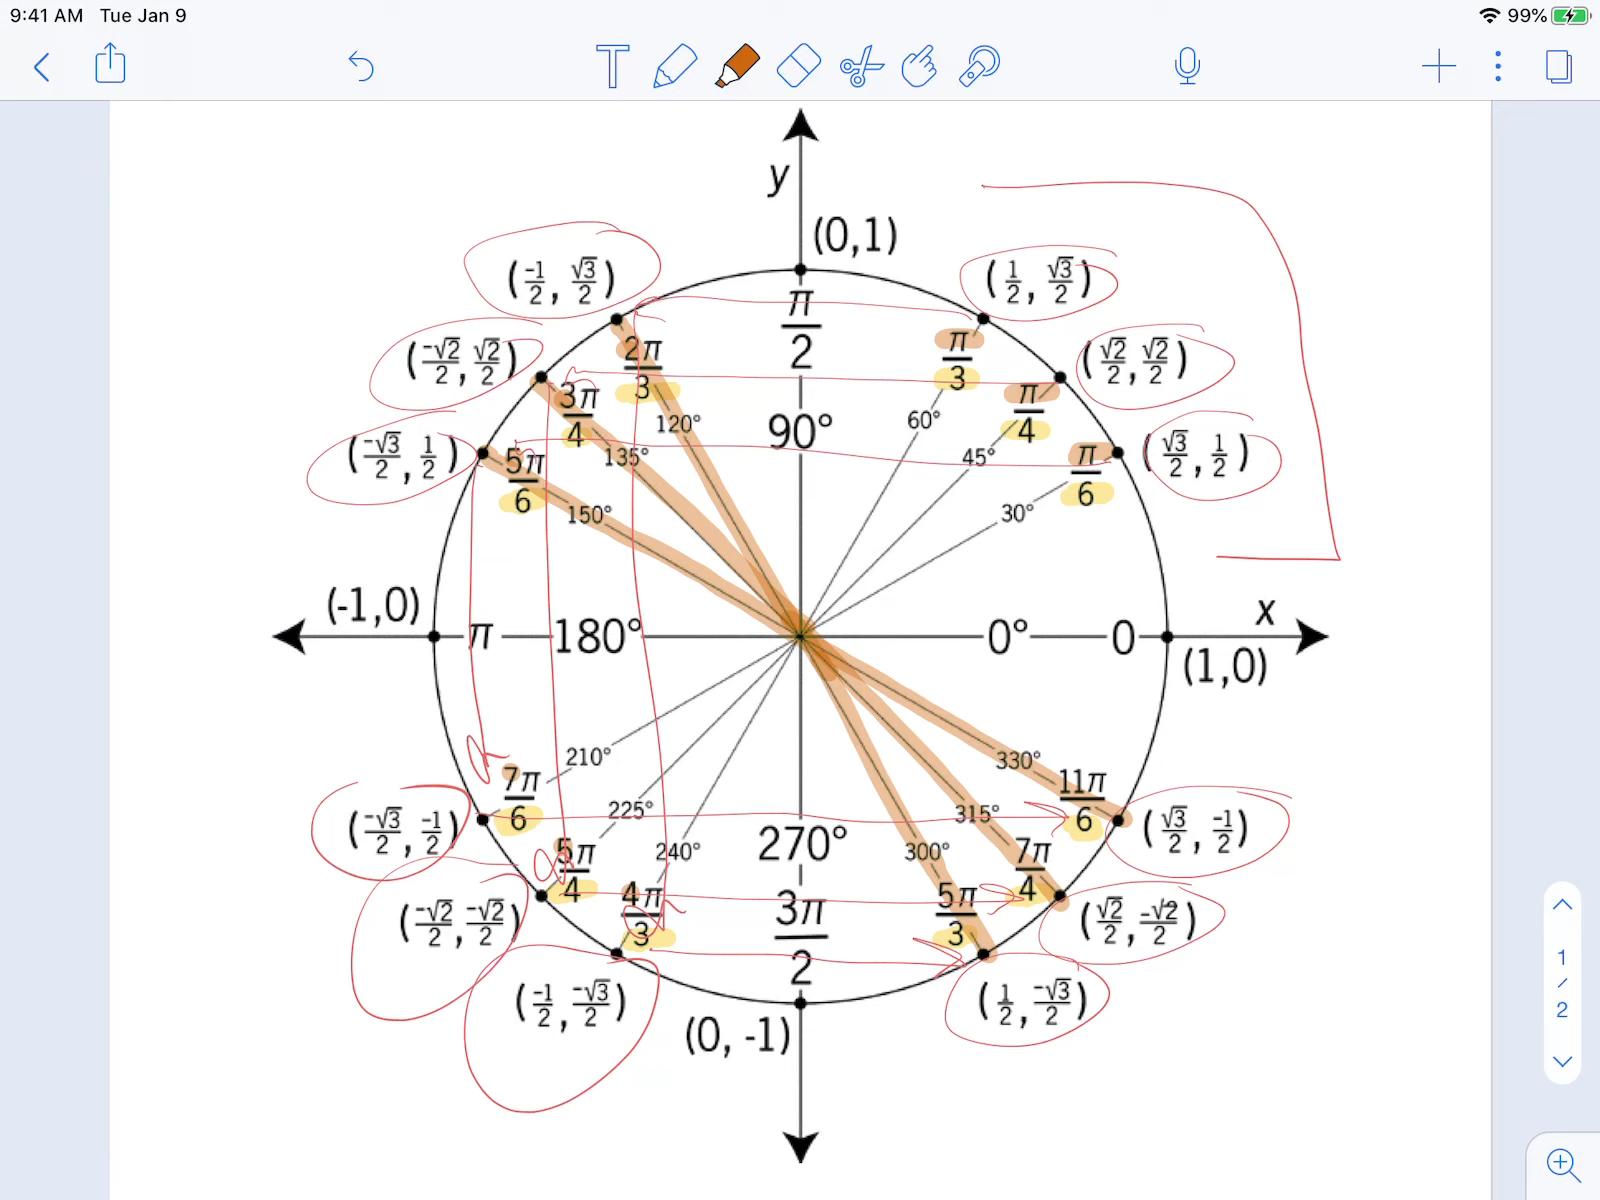 9:41 AM Tue Jan 9
99%
T
y
(0,1)
(-1/2, √3/2)
(1/2, √3/2)
π/2
(-√2/2, √2/2)
2π/3
π/3
(√2/2, √2/2)
3π/4
π/4
120°
90°
60°
(-√3/2, 1/2)
5π/6
135°
45°
π/6
(√3/2, 1/2)
150°
30°
(-1,0)
x
π
180°
0°
0
(1,0)
210°
330°
7π/6
11π/6
225°
315°
(-√3/2, -1/2)
(√3/2, -1/2)
240°
270°
300°
5π/4
7π/4
4π/3
3π/2
5π/3
(-√2/2, -√2/2)
(√2/2, -√2/2)
(-1/2, -√3/2)
(1/2, -√3/2)
(0, -1)
1
/
2